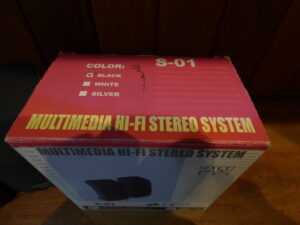 COLOR:
S-01
BLACK
WHITE
SILVER
MULTIMEDIA HI-FI STEREO SYSTEM
MULTIMEDIA HI-FI STEREO SYSTEM